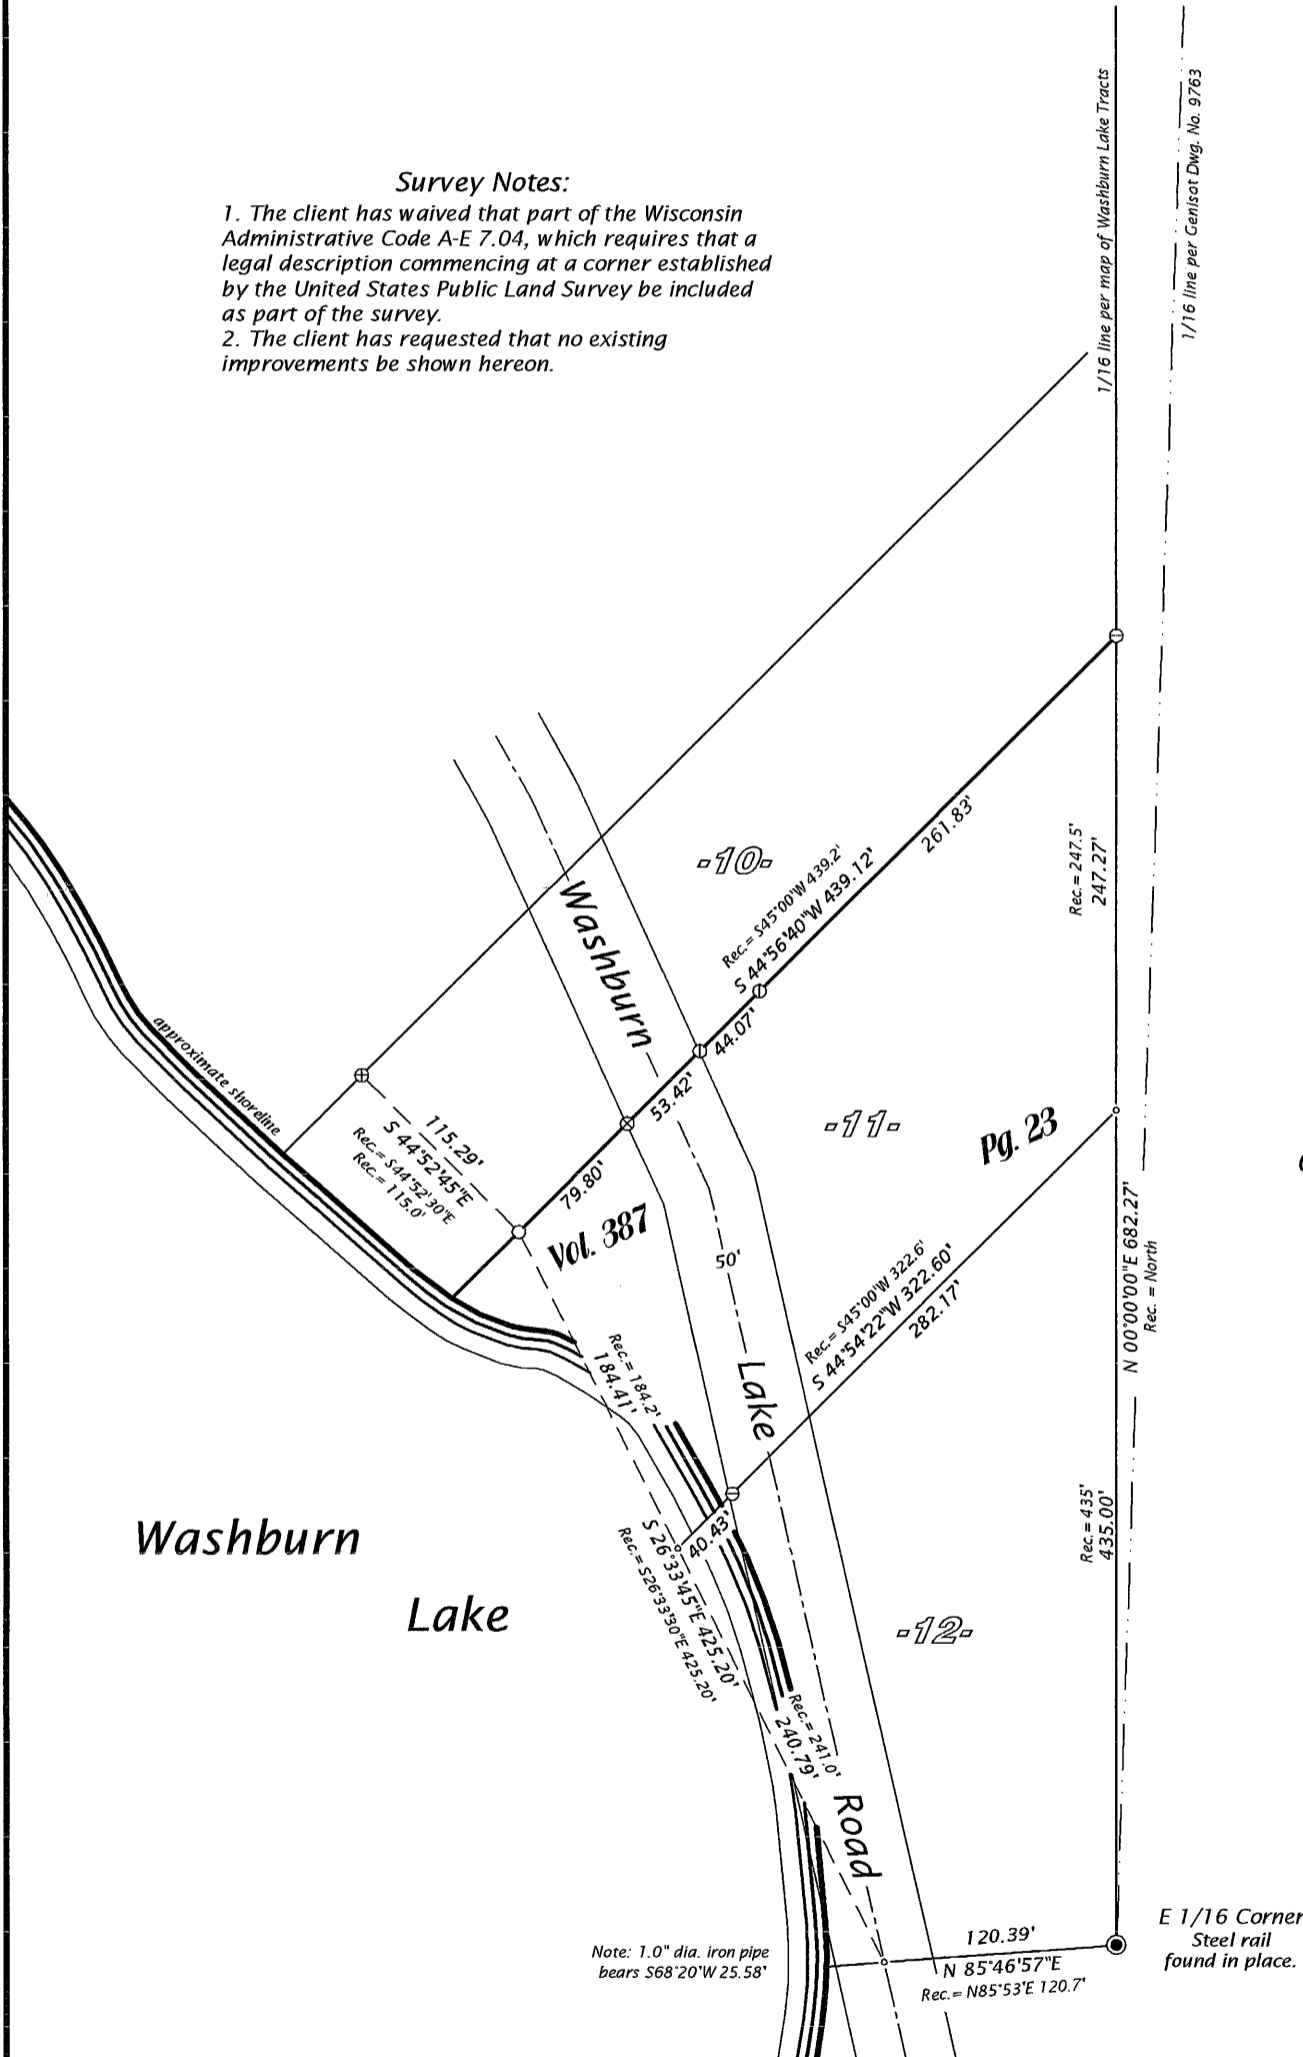 1/16 line per map of Washburn Lake Tracts
1/16 line per Genisot Dwg. No. 9763
Survey Notes:
1. The client has waived that part of the Wisconsin
Administrative Code A-E 7.04, which requires that a
legal description commencing at a corner established
by the United States Public Land Survey be included
as part of the survey.
2. The client has requested that no existing
improvements be shown hereon.
-10-
Rec.= S45°00'W 439.2'
S 44°56'40"W 439.12'
261.83'
Rec.= 247.5'
247.27'
Washburn
44.07'
53.42'
79.80'
approximate shoreline
115.29'
S 44°52'45"E
Rec.= S44°52'30"E
Rec.= 115.0'
-11-
Pg. 23
Vol. 387
50'
N 00°00'00"E 682.27'
Rec. = North
Rec.= S45°00'W 322.6'
S 44°54'22"W 322.60'
282.17'
Rec.= 184.2'
184.41'
Lake
40.43'
Rec.= 435'
435.00'
Washburn
Lake
S 26°33'45"E 425.20'
Rec.= S26°33'30"E 425.20'
-12-
Rec.= 241.0'
240.79'
Road
120.39'
N 85°46'57"E
Rec.= N85°53'E 120.7'
Note: 1.0" dia. iron pipe
bears S68°20'W 25.58'
E 1/16 Corner
Steel rail
found in place.